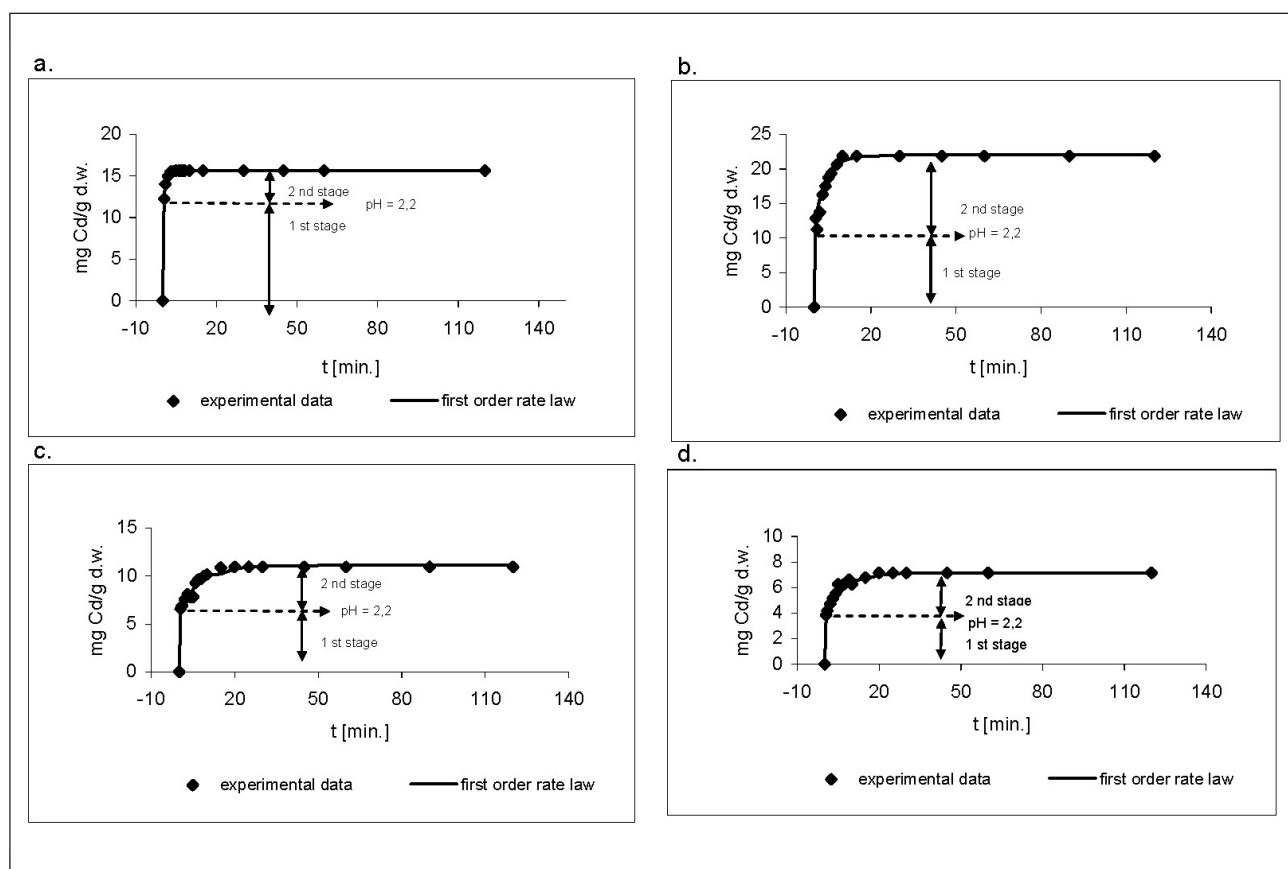 a.
mg Cd/g d.w.
20
15
10
5
0
2 nd stage
pH = 2,2
1 st stage
-10 20 50 80 110 140
t [min.]
experimental data first order rate law
b.
mg Cd/g d.w.
25
20
15
10
5
0
2 nd stage
pH = 2,2
1 st stage
-10 20 50 80 110 140
t [min.]
experimental data first order rate law
c.
mg Cd/g d.w.
15
10
5
0
2 nd stage
pH = 2,2
1 st stage
-10 20 50 80 110 140
t [min.]
experimental data first order rate law
d.
mg Cd/g d.w.
8
6
4
2
0
2 nd stage
pH = 2,2
1 st stage
-10 20 50 80 110 140
t [min.]
experimental data first order rate law